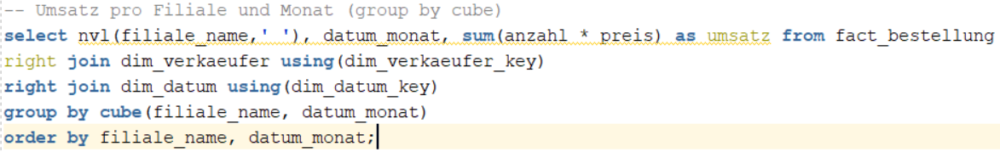 -- Umsatz pro Filiale und Monat (group by cube)
select nvl(filiale_name,' '), datum_monat, sum(anzahl * preis) as umsatz from fact_bestellung
right join dim_verkaeufer using(dim_verkaeufer_key)
right join dim_datum using(dim_datum_key)
group by cube(filiale_name, datum_monat)
order by filiale_name, datum_monat;